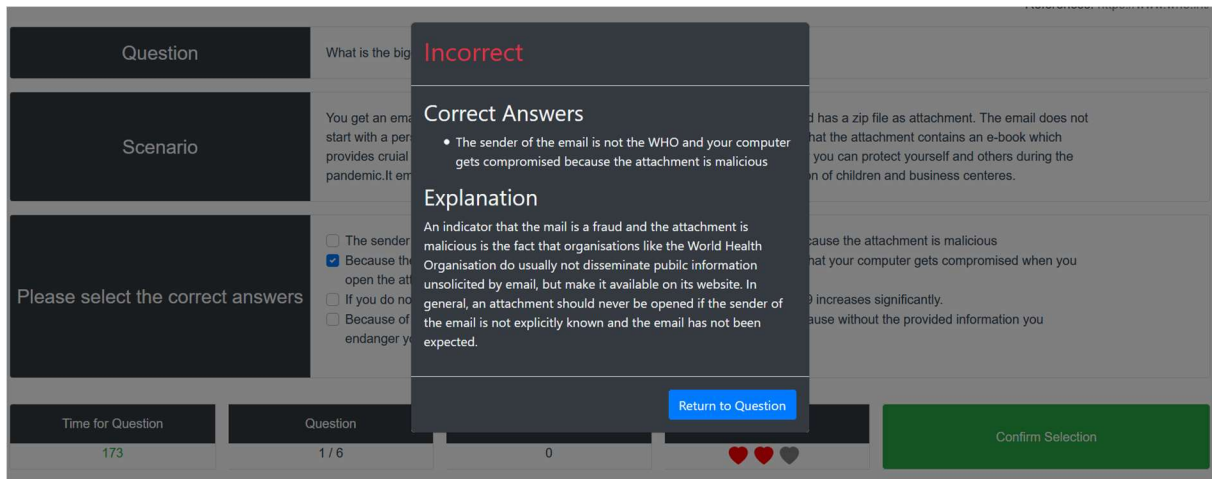 References: https://www.who.int
Question
What is the big
Scenario
You get an ema
start with a per
provides cruial
pandemic.It em
d has a zip file as attachment. The email does not
hat the attachment contains an e-book which
you can protect yourself and others during the
n of children and business centeres.
Please select the correct answers
The sender
Because the
open the att
If you do no
Because of
endanger yo
cause the attachment is malicious
hat your computer gets compromised when you
9 increases significantly.
ause without the provided information you
Incorrect
Correct Answers
The sender of the email is not the WHO and your computer
gets compromised because the attachment is malicious
Explanation
An indicator that the mail is a fraud and the attachment is
malicious is the fact that organisations like the World Health
Organisation do usually not disseminate public information
unsolicited by email, but make it available on its website. In
general, an attachment should never be opened if the sender of
the email is not explicitly known and the email has not been
expected.
Return to Question
Time for Question
173
Question
1 / 6
0
Confirm Selection